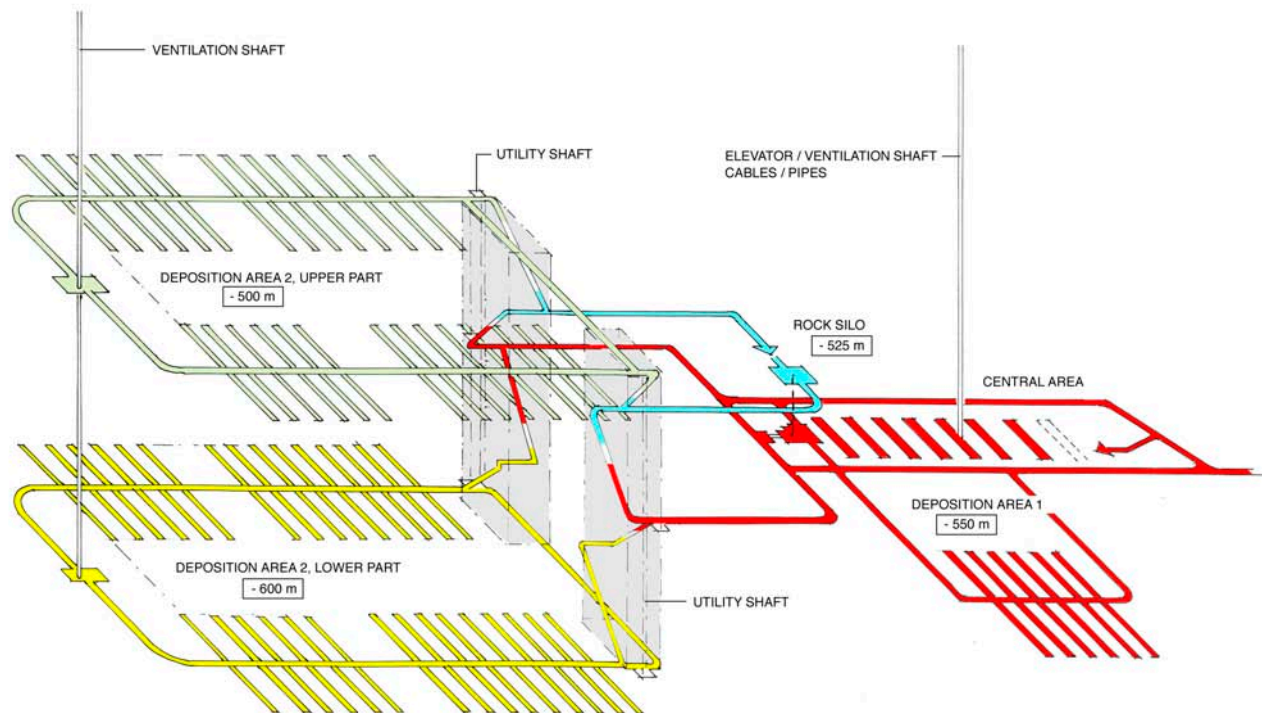 VENTILATION SHAFT
UTILITY SHAFT
ELEVATOR / VENTILATION SHAFT
CABLES / PIPES
DEPOSITION AREA 2, UPPER PART
- 500 m
ROCK SILO
- 525 m
CENTRAL AREA
DEPOSITION AREA 1
- 550 m
DEPOSITION AREA 2, LOWER PART
- 600 m
UTILITY SHAFT